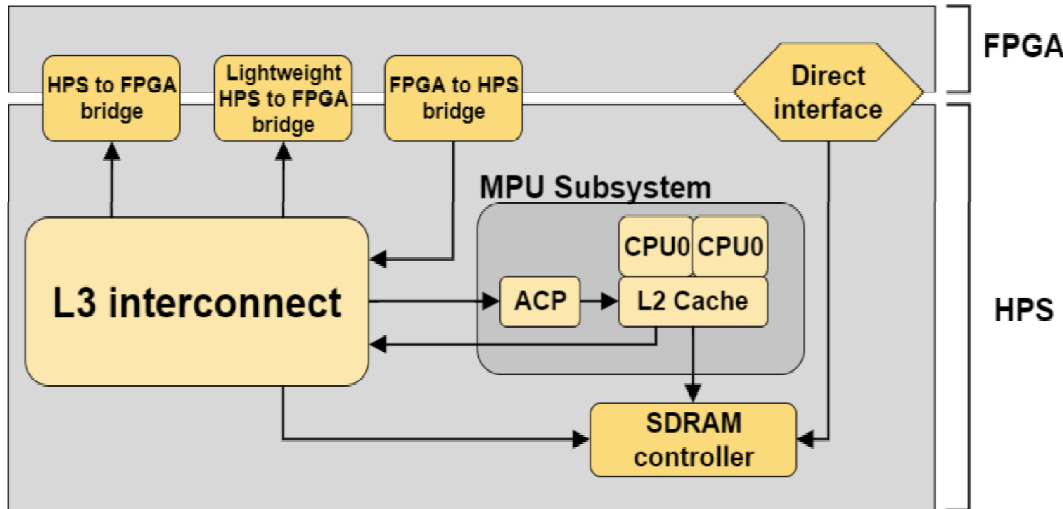 HPS to FPGA
bridge
Lightweight
HPS to FPGA
bridge
FPGA to HPS
bridge
Direct
interface
FPGA
MPU Subsystem
CPU0 CPU0
L3 interconnect
ACP
L2 Cache
HPS
SDRAM
controller